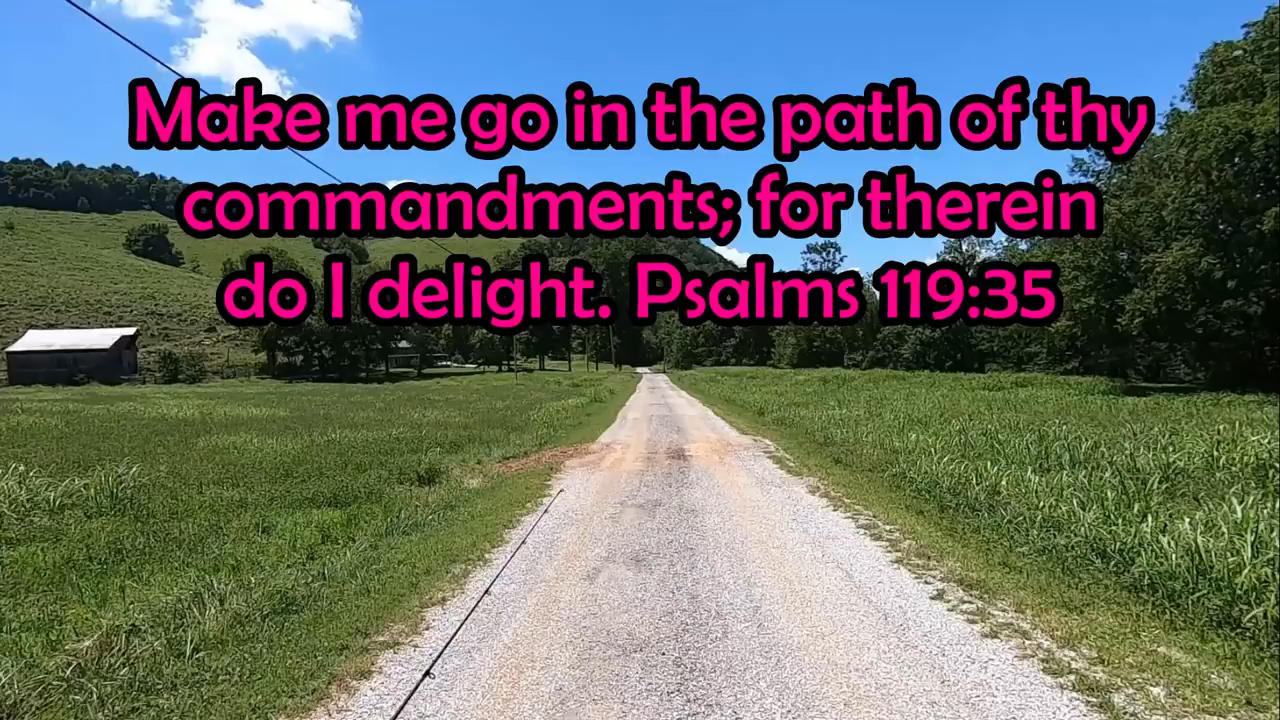 Make me go in the path of thy
commandments; for therein
do I delight. Psalms 119:35